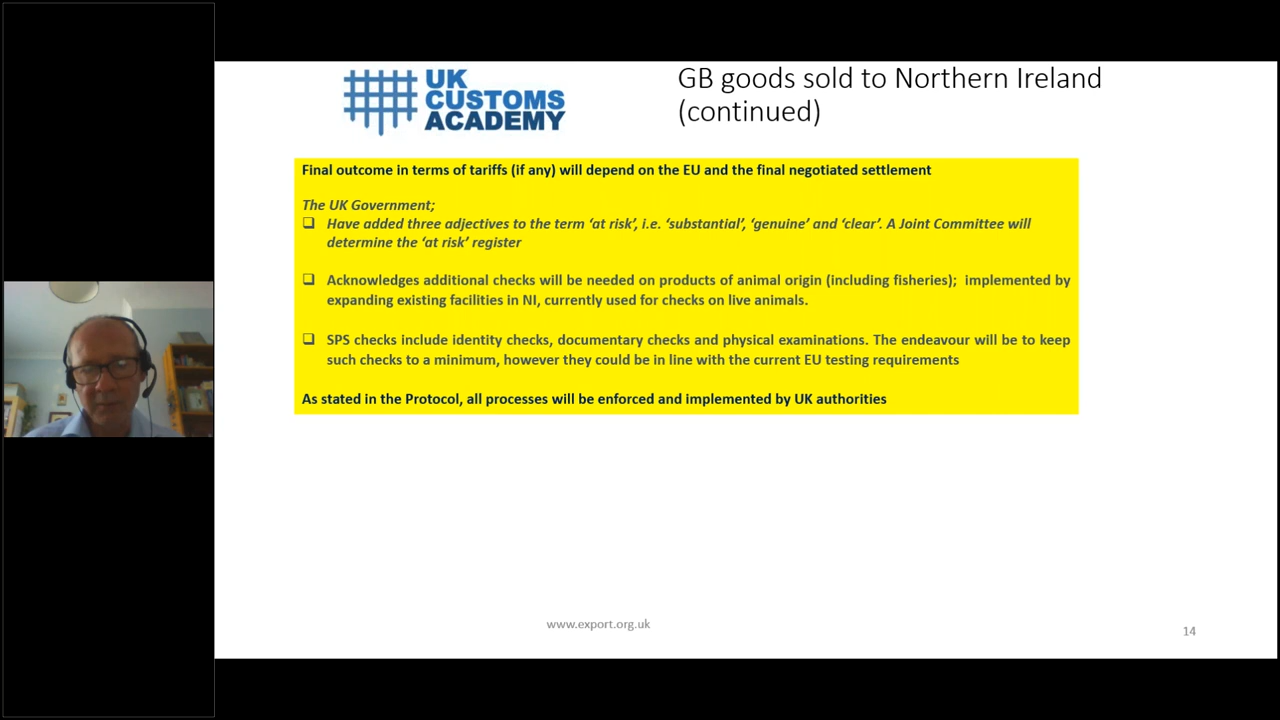 UK
CUSTOMS
ACADEMY
GB goods sold to Northern Ireland
(continued)
Final outcome in terms of tariffs (if any) will depend on the EU and the final negotiated settlement
The UK Government;
Have added three adjectives to the term ‘at risk’, i.e. ‘substantial’, ‘genuine’ and ‘clear’. A Joint Committee will
determine the ‘at risk’ register
Acknowledges additional checks will be needed on products of animal origin (including fisheries); implemented by
expanding existing facilities in NI, currently used for checks on live animals.
SPS checks include identity checks, documentary checks and physical examinations. The endeavour will be to keep
such checks to a minimum, however they could be in line with the current EU testing requirements
As stated in the Protocol, all processes will be enforced and implemented by UK authorities
www.export.org.uk
14